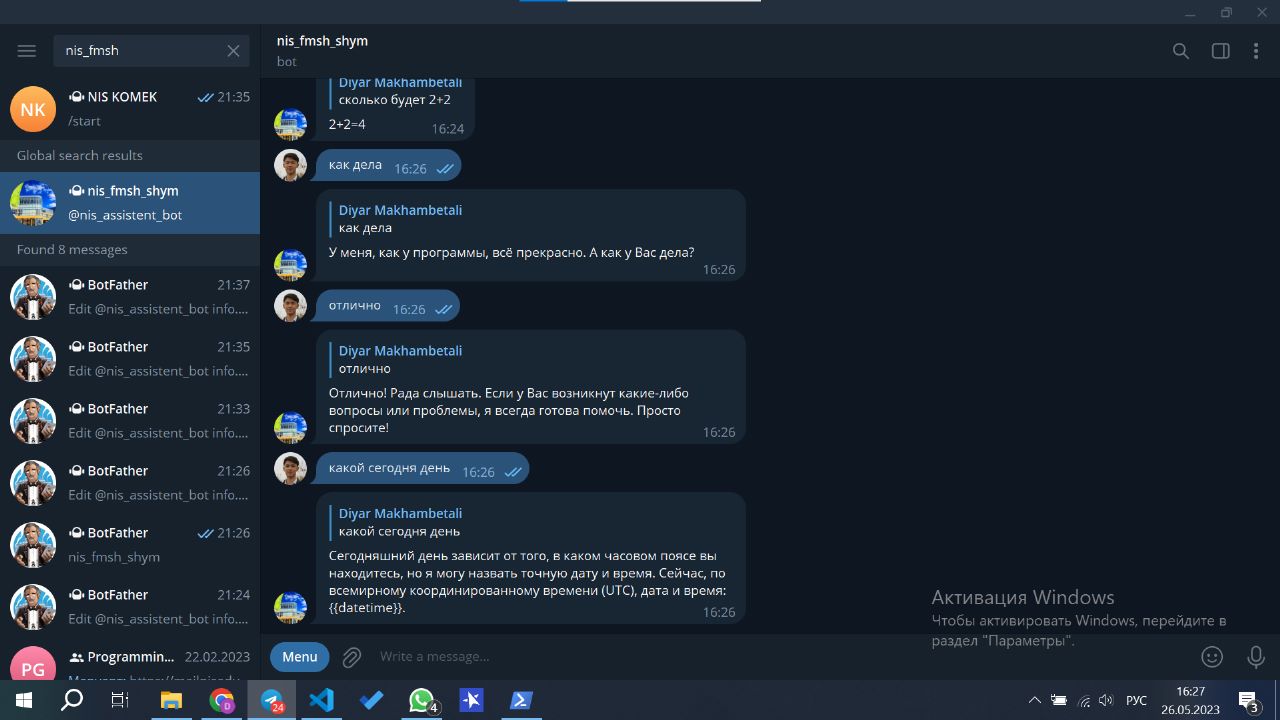 nis_fmsh
NK
NIS KOMEK
21:35
/start
Global search results
nis_fmsh_shym
@nis_assistent_bot
Found 8 messages
BotFather
21:37
Edit @nis_assistent_bot info....
BotFather
21:35
Edit @nis_assistent_bot info....
BotFather
21:33
Edit @nis_assistent_bot info....
BotFather
21:26
Edit @nis_assistent_bot info....
BotFather
21:26
nis_fmsh_shym
BotFather
21:24
Edit @nis_assistent_bot info....
PG
Programmin...
22.02.2023
nis_fmsh_shym
bot
Diyar Makhambetali
сколько будет 2+2
2+2=4
16:24
как дела
16:26
Diyar Makhambetali
как дела
У меня, как у программы, всё прекрасно. А как у Вас дела?
16:26
отлично
16:26
Diyar Makhambetali
отлично
Отлично! Рада слышать. Если у Вас возникнут какие-либо
вопросы или проблемы, я всегда готова помочь. Просто
спросите!
16:26
какой сегодня день
16:26
Diyar Makhambetali
какой сегодня день
Сегодняшний день зависит от того, в каком часовом поясе вы
находитесь, но я могу назвать точную дату и время. Сейчас, по
всемирному координированному времени (UTC), дата и время:
{{datetime}}.
16:26
Активация Windows
Чтобы активировать Windows, перейдите в
раздел "Параметры".
Menu
Write a message...
D
24
4
РУС
16:27
26.05.2023
3